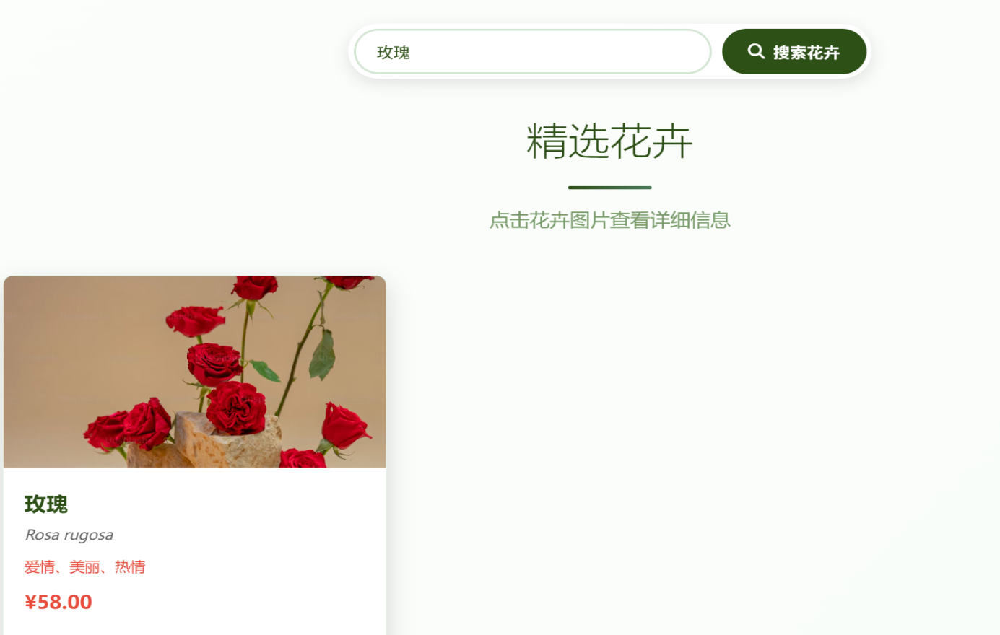 玫瑰
搜索花卉
精选花卉
点击花卉图片查看详细信息
玫瑰
Rosa rugosa
爱情、美丽、热情
¥58.00